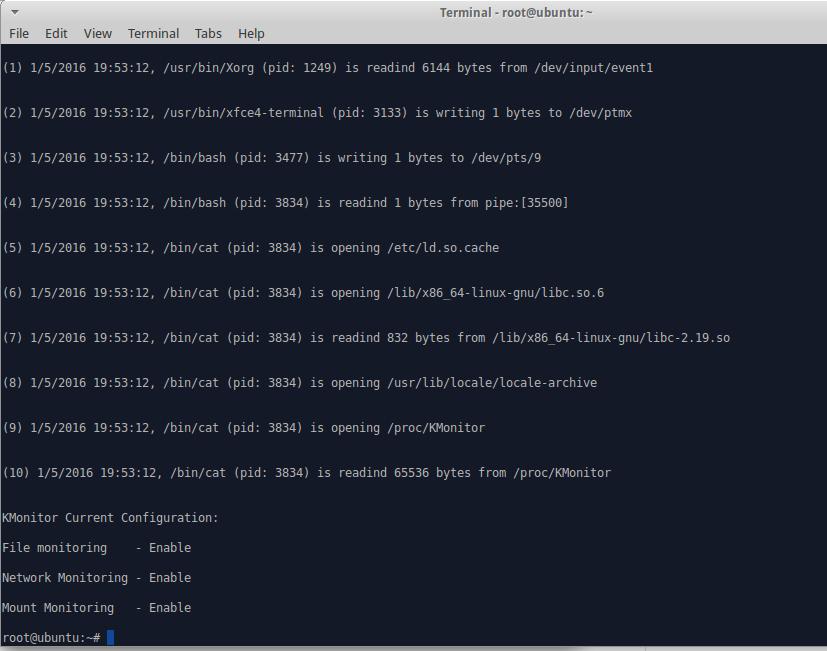 Terminal - root@ubuntu: ~
File Edit View Terminal Tabs Help
(1) 1/5/2016 19:53:12, /usr/bin/Xorg (pid: 1249) is readind 6144 bytes from /dev/input/event1
(2) 1/5/2016 19:53:12, /usr/bin/xfce4-terminal (pid: 3133) is writing 1 bytes to /dev/ptmx
(3) 1/5/2016 19:53:12, /bin/bash (pid: 3477) is writing 1 bytes to /dev/pts/9
(4) 1/5/2016 19:53:12, /bin/bash (pid: 3834) is readind 1 bytes from pipe:[35500]
(5) 1/5/2016 19:53:12, /bin/cat (pid: 3834) is opening /etc/ld.so.cache
(6) 1/5/2016 19:53:12, /bin/cat (pid: 3834) is opening /lib/x86_64-linux-gnu/libc.so.6
(7) 1/5/2016 19:53:12, /bin/cat (pid: 3834) is readind 832 bytes from /lib/x86_64-linux-gnu/libc-2.19.so
(8) 1/5/2016 19:53:12, /bin/cat (pid: 3834) is opening /usr/lib/locale/locale-archive
(9) 1/5/2016 19:53:12, /bin/cat (pid: 3834) is opening /proc/KMonitor
(10) 1/5/2016 19:53:12, /bin/cat (pid: 3834) is readind 65536 bytes from /proc/KMonitor
KMonitor Current Configuration:
File monitoring    - Enable
Network Monitoring - Enable
Mount Monitoring   - Enable
root@ubuntu:~#